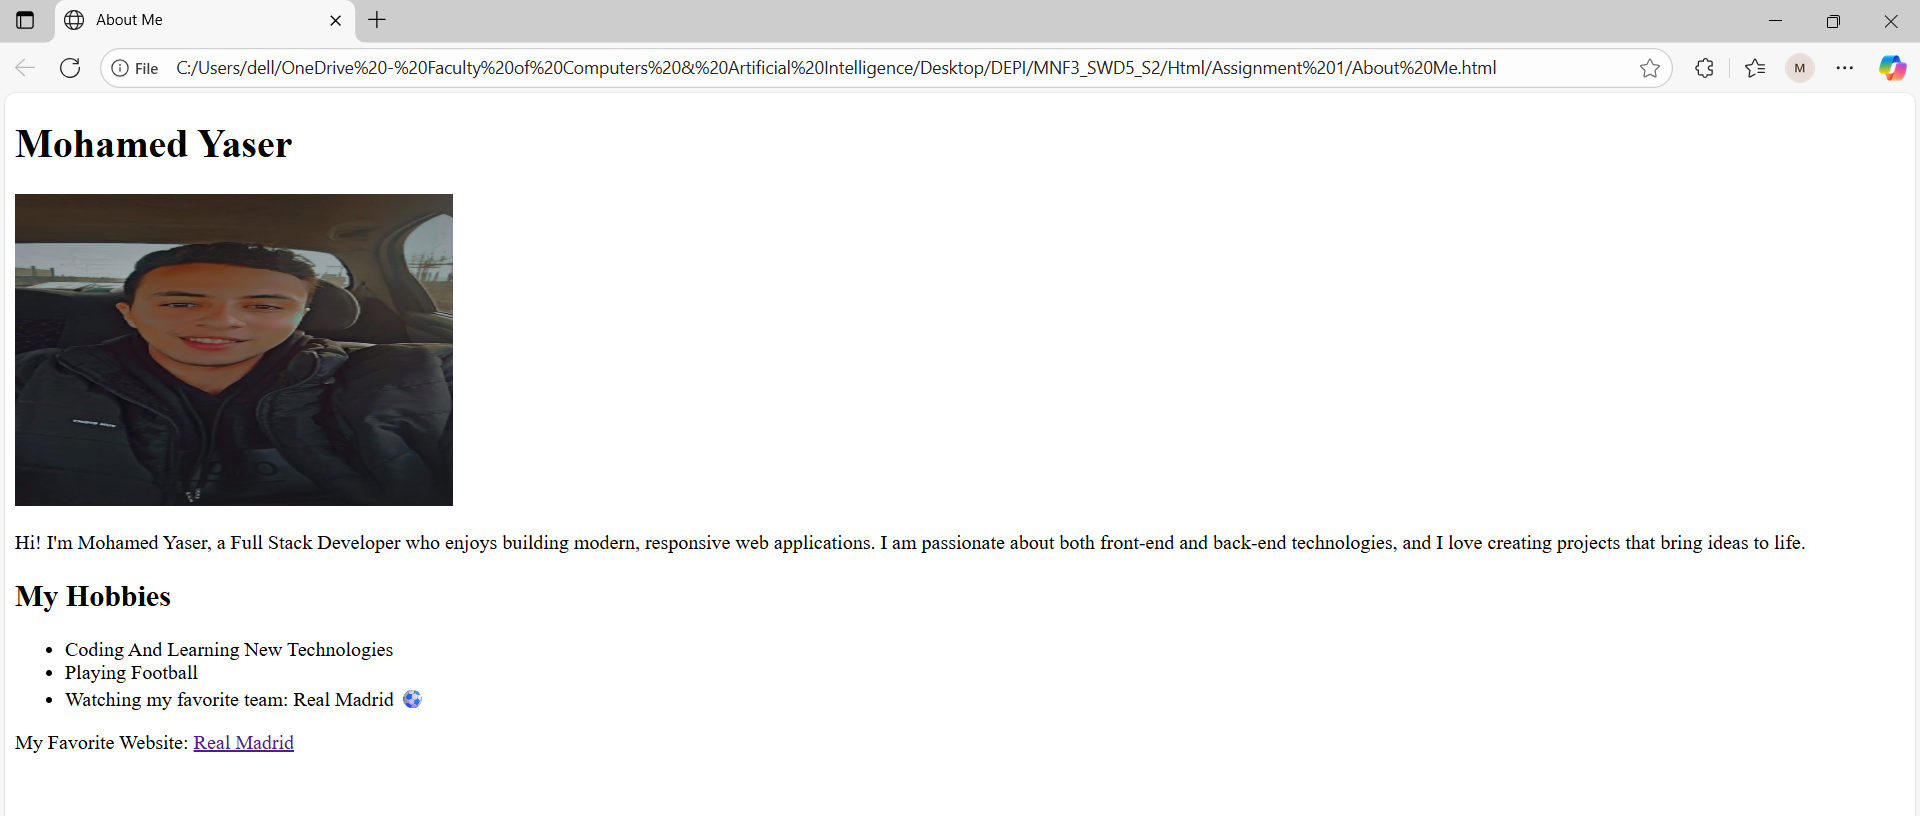 About Me
File C:/Users/dell/OneDrive%20-%20Faculty%20of%20Computers%20&%20Artificial%20Intelligence/Desktop/DEPI/MNF3_SWD5_S2/Html/Assignment%201/About%20Me.html
M
Mohamed Yaser
Hi! I'm Mohamed Yaser, a Full Stack Developer who enjoys building modern, responsive web applications. I am passionate about both front-end and back-end technologies, and I love creating projects that bring ideas to life.
My Hobbies
Coding And Learning New Technologies
Playing Football
Watching my favorite team: Real Madrid ⚽
My Favorite Website: Real Madrid